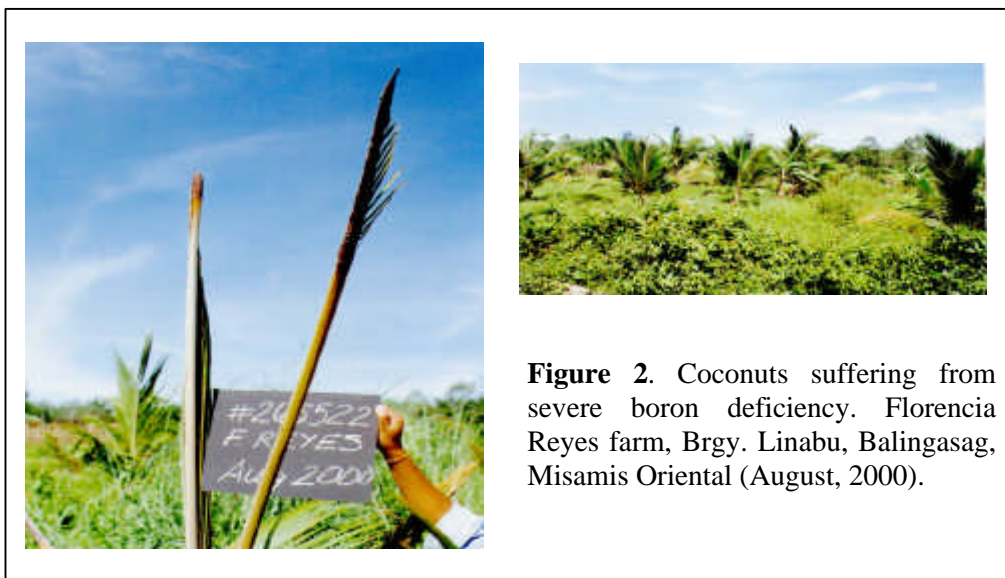 #265522
F REYES
Aug 2000
Figure 2. Coconuts suffering from
severe boron deficiency. Florencia
Reyes farm, Brgy. Linabu, Balingasag,
Misamis Oriental (August, 2000).